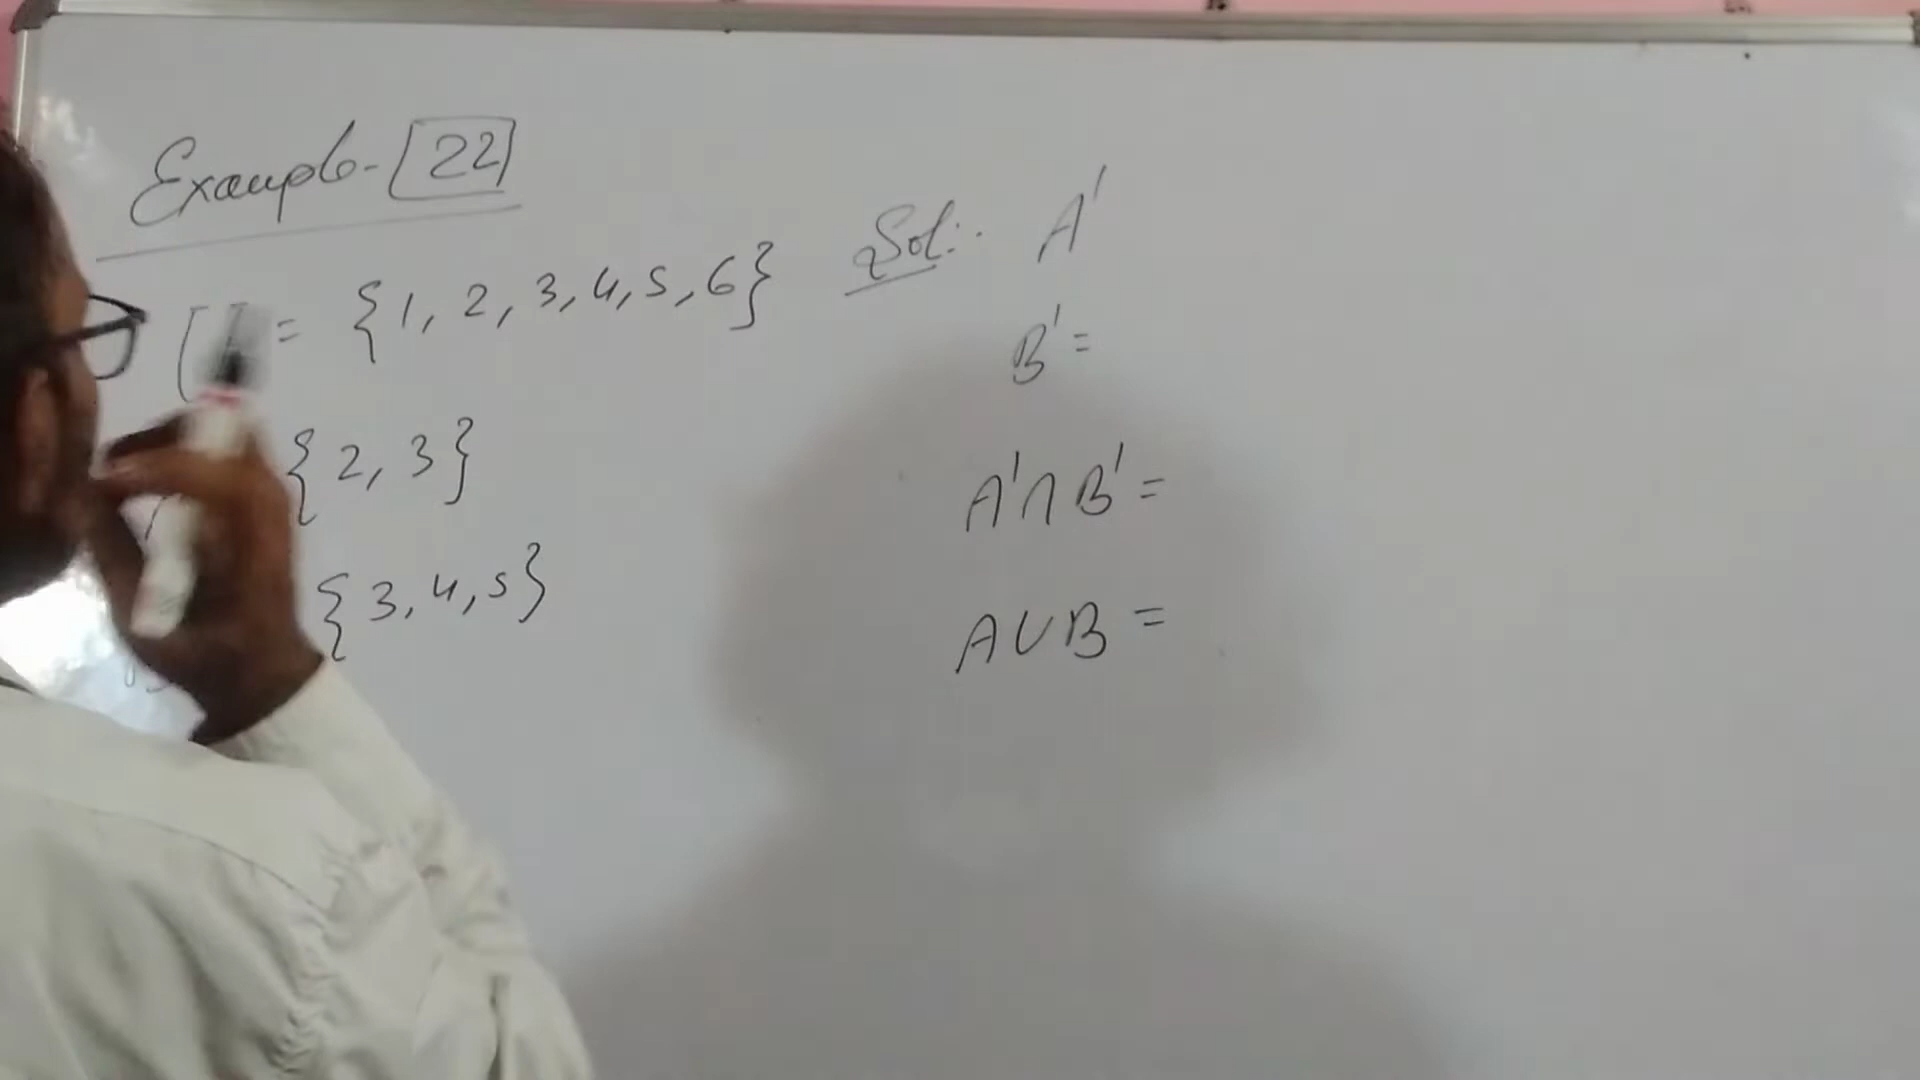 Example-22
U = {1, 2, 3, 4, 5, 6}
{2, 3}
{3, 4, 5}
Sol:- A'
B' =
A'∩B' =
A∪B =